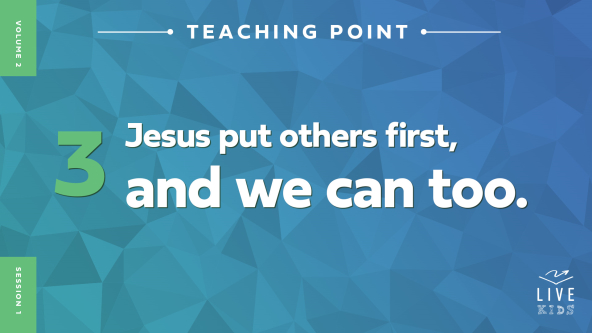 VOLUME 2
TEACHING POINT
3
Jesus put others first,
and we can too.
SESSION 1
LIVE
KIDS